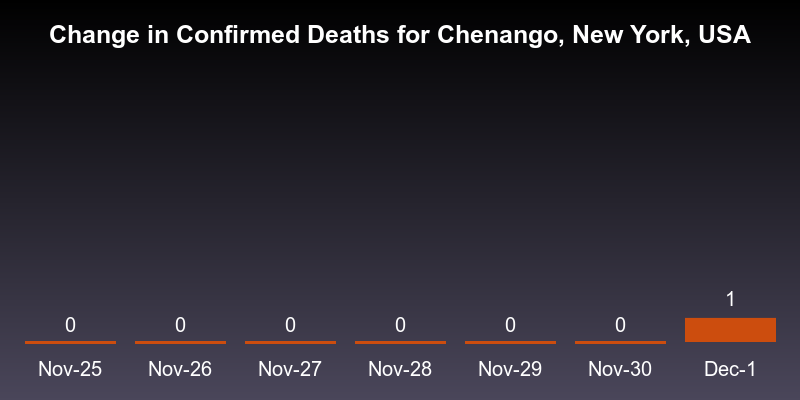 Change in Confirmed Deaths for Chenango, New York, USA
0 0 0 0 0 0 1
Nov-25 Nov-26 Nov-27 Nov-28 Nov-29 Nov-30 Dec-1